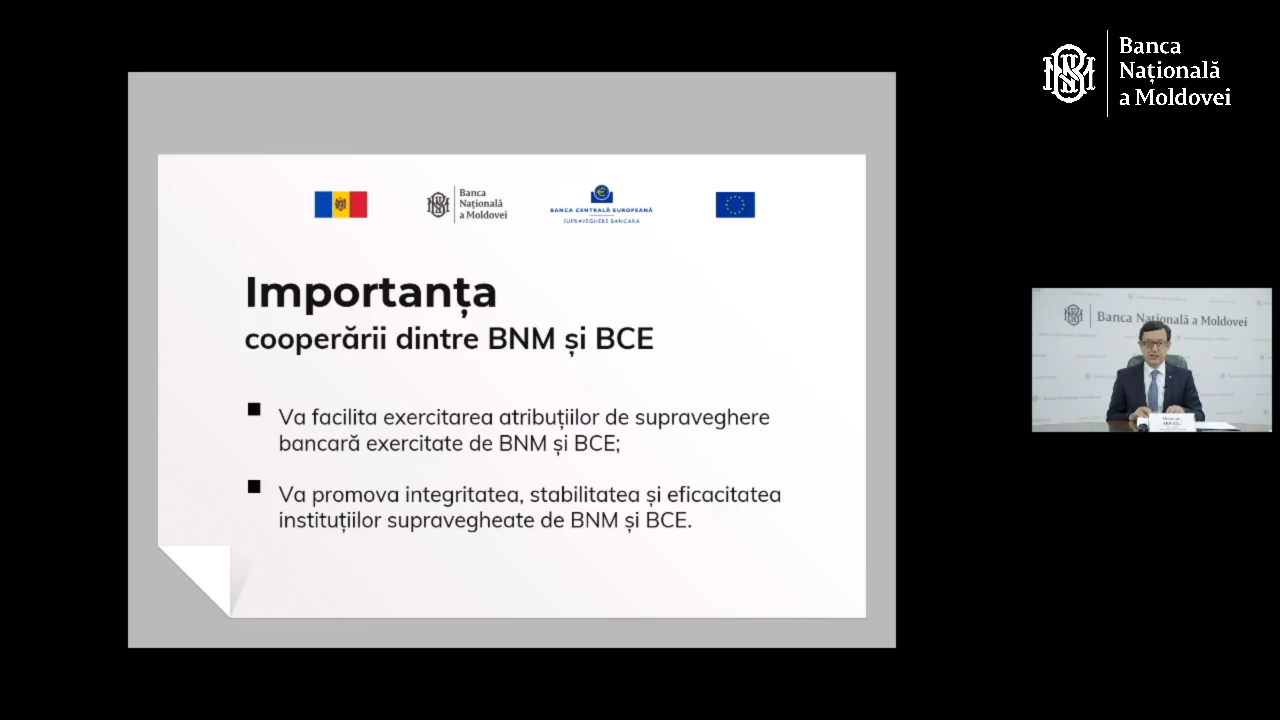 Banca
Națională
a Moldovei
Banca
Națională
a Moldovei
BANCA CENTRALĂ EUROPEANĂ
SUPRAVEGHERE BANCARĂ
Importanța
cooperării dintre BNM și BCE
Va facilita exercitarea atribuțiilor de supraveghere
bancară exercitate de BNM și BCE;
Va promova integritatea, stabilitatea și eficacitatea
instituțiilor supravegheate de BNM și BCE.
Banca Națională a Moldovei